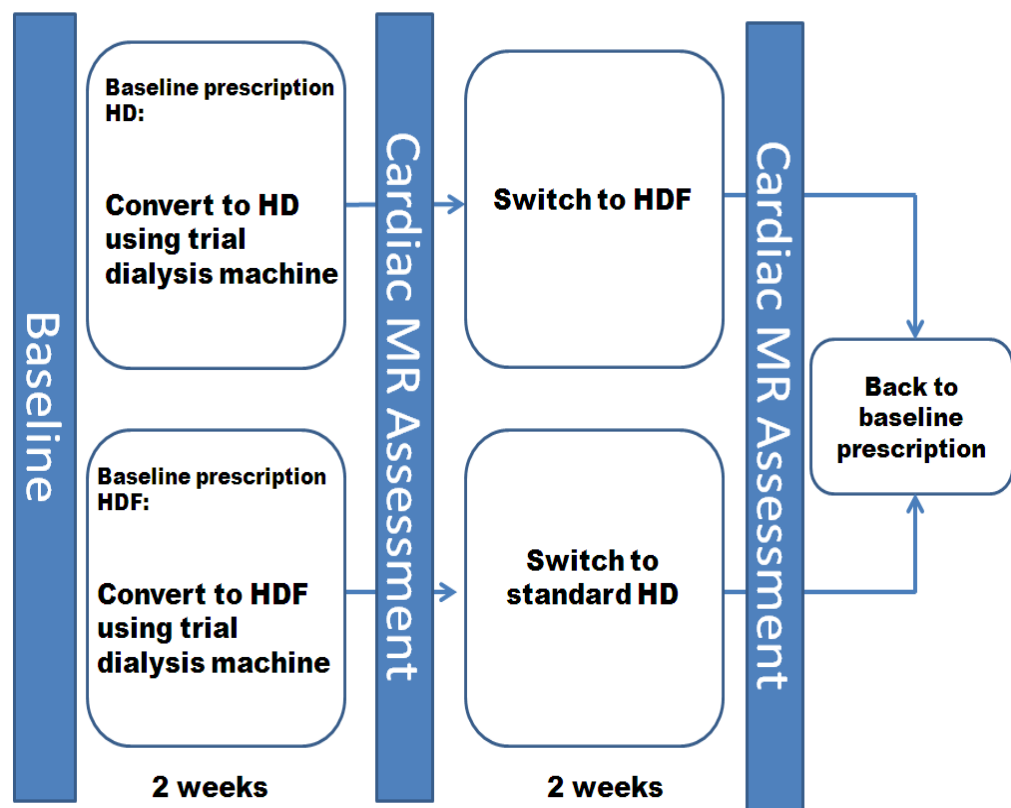 Baseline
Baseline prescription
HD:
Convert to HD
using trial
dialysis machine
Baseline prescription
HDF:
Convert to HDF
using trial
dialysis machine
2 weeks
Cardiac MR Assessment
Switch to HDF
Switch to
standard HD
2 weeks
Cardiac MR Assessment
Back to
baseline
prescription